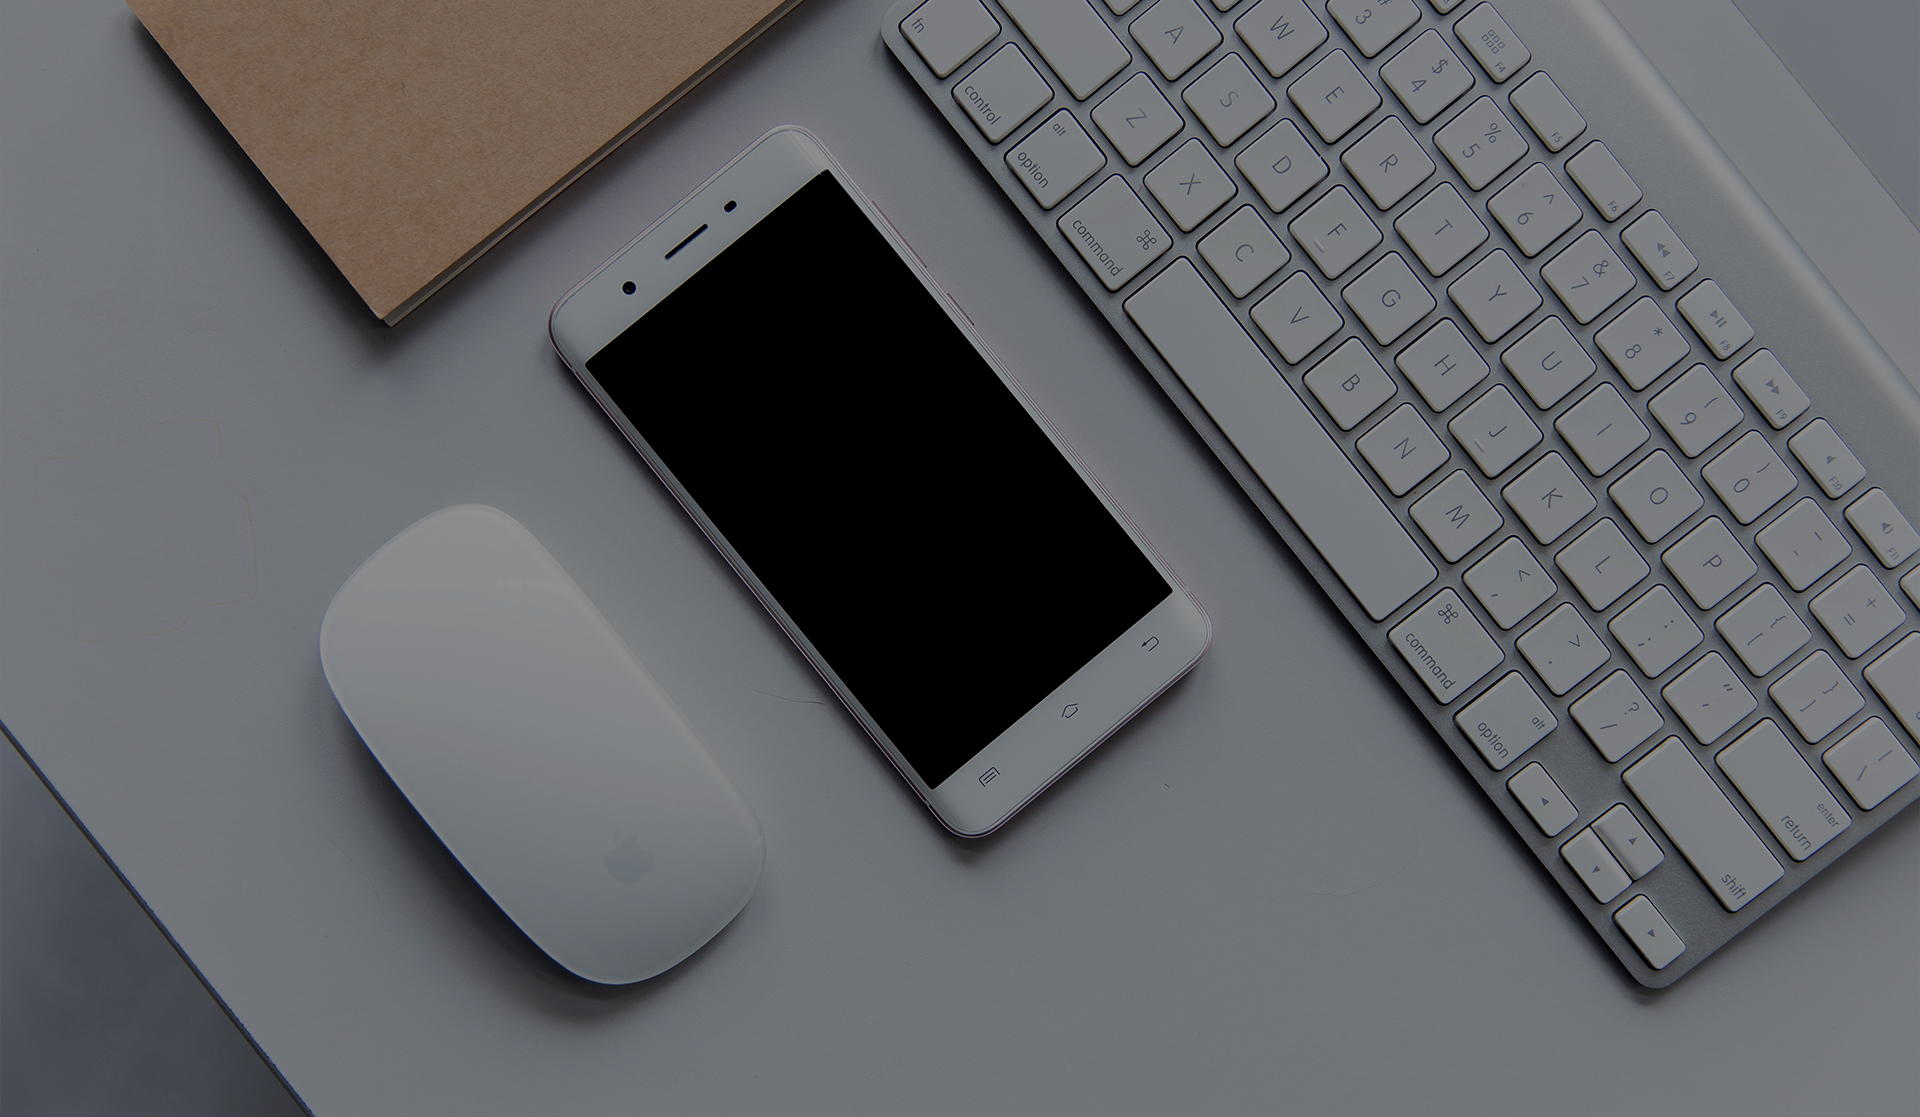 fn
A
W
# 3
F4
control
Z
S
E
$ 4
F5
alt option
X
D
R
% 5
F6
command ⌘
C
F
T
^ 6
F7
V
G
Y
& 7
F8
B
H
U
* 8
F9
N
J
I
( 9
F10
M
K
O
) 0
F11
< ,
L
P
_ -
⌘ command
> .
: ;
{ [
+ =
alt option
? /
" '
} ]
shift
enter return
| \